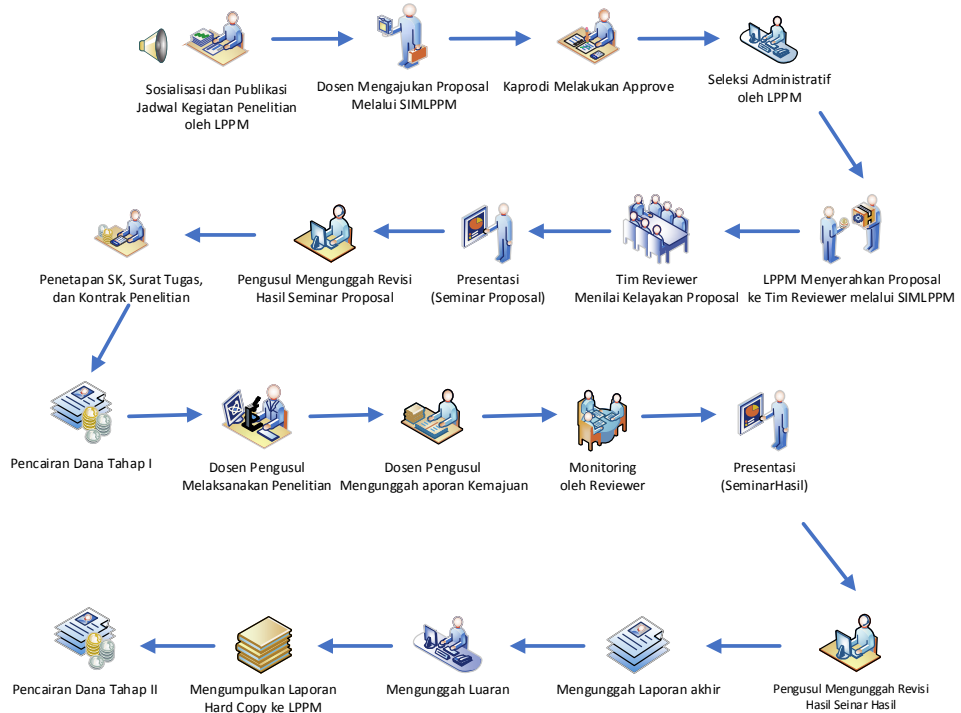 Sosialisasi dan Publikasi
Jadwal Kegiatan Penelitian
oleh LPPM
Dosen Mengajukan Proposal
Melalui SIMLPPM
Kaprodi Melakukan Approve
Seleksi Administratif
oleh LPPM
LPPM Menyerahkan Proposal
ke Tim Reviewer melalui SIMLPPM
Tim Reviewer
Menilai Kelayakan Proposal
Presentasi
(Seminar Proposal)
Pengusul Mengunggah Revisi
Hasil Seminar Proposal
Penetapan SK, Surat Tugas,
dan Kontrak Penelitian
Pencairan Dana Tahap I
Dosen Pengusul
Melaksanakan Penelitian
Dosen Pengusul
Mengunggah aporan Kemajuan
Monitoring
oleh Reviewer
Presentasi
(SeminarHasil)
Pengusul Mengunggah Revisi
Hasil Seinar Hasil
Mengunggah Laporan akhir
Mengunggah Luaran
Mengumpulkan Laporan
Hard Copy ke LPPM
Pencairan Dana Tahap II